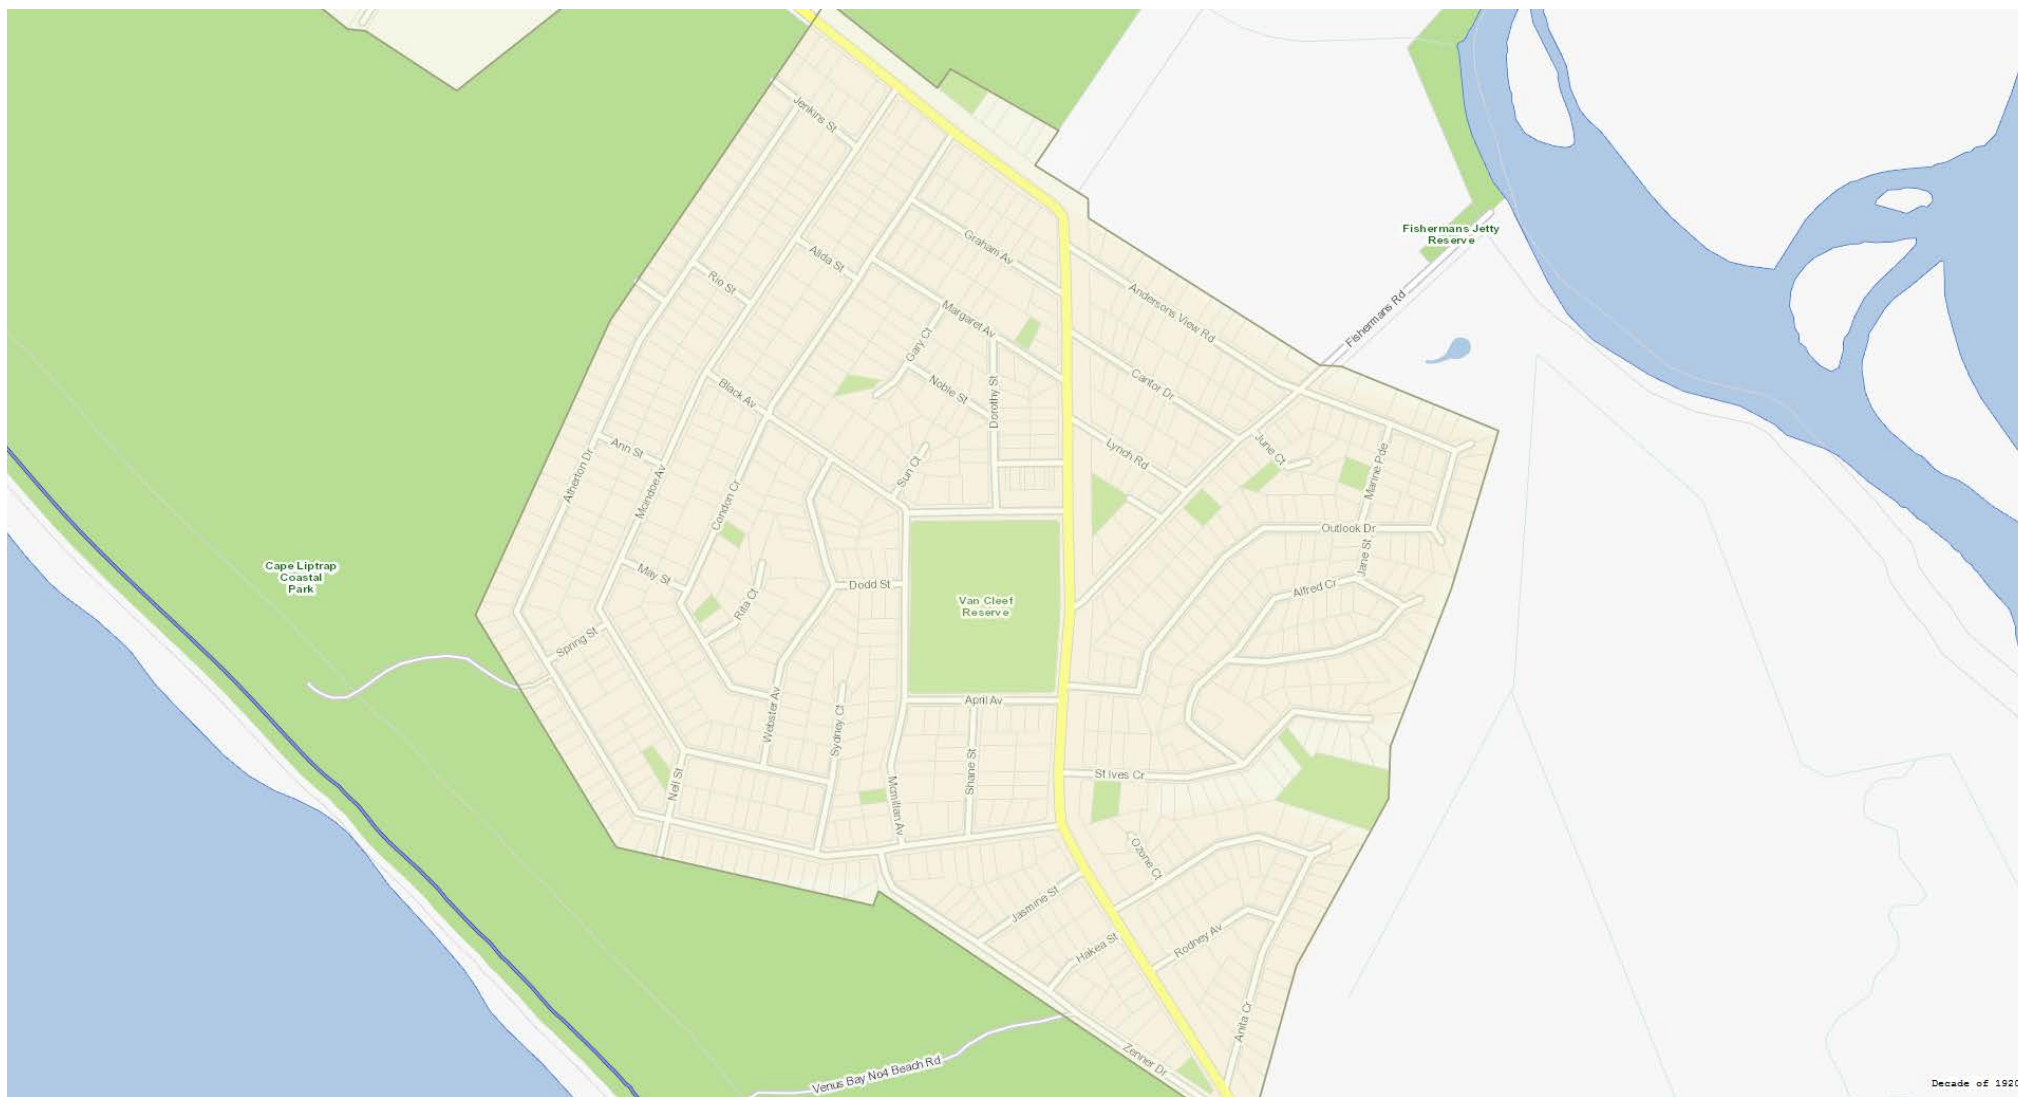 Jenkins St
Fishermans Jetty
Reserve
Graham Av
Alida St
Rio St
Andersons View Rd
Fishermans Rd
Margaret Av
Gary Ct
Cantor Dr
Noble St
Dorothy St
Black Av
June Ct
Lynch Rd
Ann St
Marine Pde
Atherton Dr
Sun Ct
Moindoe Av
Condon Cr
Outlook Dr
Jane St
Cape Liptrap
Coastal
Park
May St
Dodd St
Alfred Cr
Rita Ct
Van Cleef
Reserve
Spring St
April Av
Webster Av
Sydney Ct
St Ives Cr
Nell St
Shane St
Mcmillan Av
Ozone Ct
Jasmine St
Hakea St
Rodney Av
Anita Cr
Zenner Dr
Venus Bay No4 Beach Rd
Decade of 1920